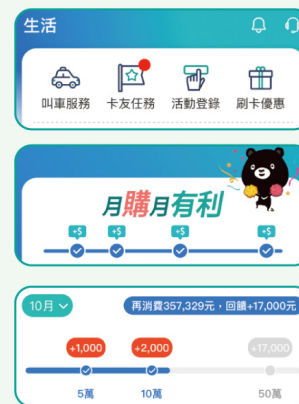 生活
叫車服務 卡友任務 活動登錄 刷卡優惠
月購月有利
+$ +$ +$ +$
10月
再消費357,329元，回饋+17,000元
+1,000 +2,000 +17,000
5萬 10萬 50萬